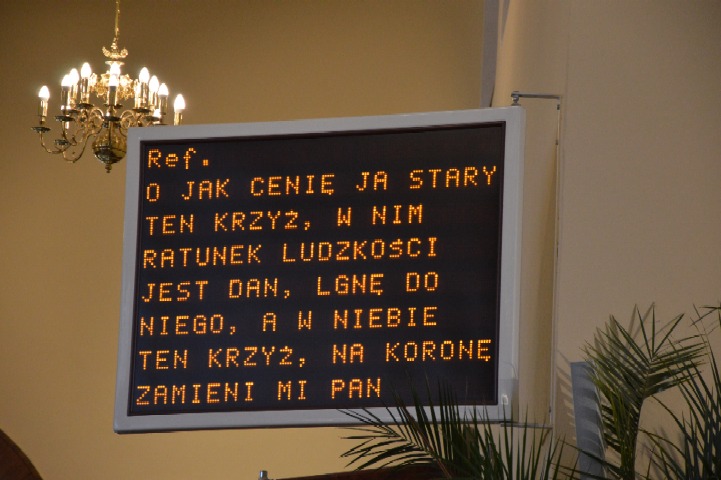 Ref.
O JAK CENIĘ JA STARY
TEN KRZYŻ, W NIM
RATUNEK LUDZKOŚCI
JEST DAN, LGNĘ DO
NIEGO, A W NIEBIE
TEN KRZYŻ, NA KORONĘ
ZAMIENI MI PAN